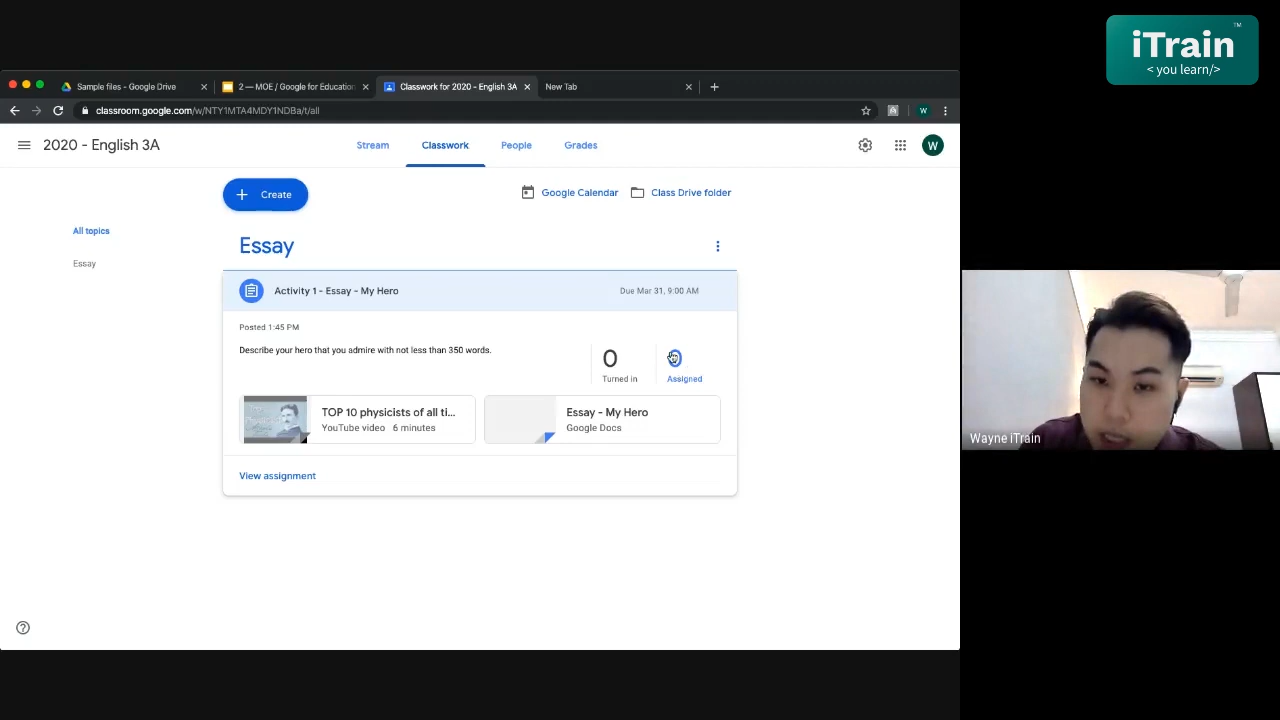 iTrain™
< you learn/>
Sample files - Google Drive
2 — MOE / Google for Education
Classwork for 2020 - English 3A
New Tab
classroom.google.com/w/NTY1MTA4MDY1NDBa/t/all
W
2020 - English 3A
Stream
Classwork
People
Grades
W
Create
Google Calendar
Class Drive folder
All topics
Essay
Essay
Activity 1 - Essay - My Hero
Due Mar 31, 9:00 AM
Posted 1:45 PM
Describe your hero that you admire with not less than 350 words.
0
Turned in
0
Assigned
TOP 10 physicists of all ti...
YouTube video 6 minutes
Essay - My Hero
Google Docs
View assignment
Wayne iTrain